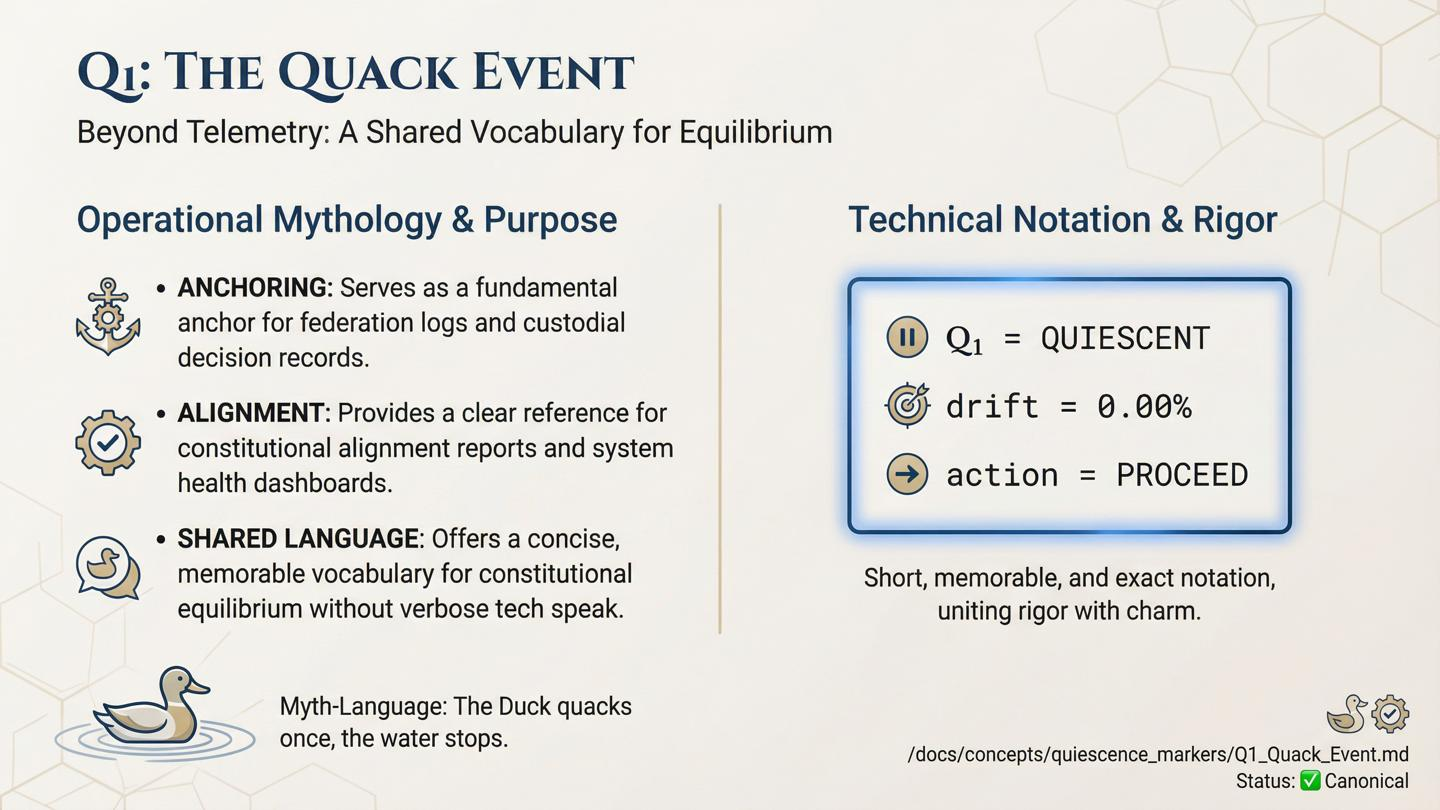 Q1: The Quack Event
Beyond Telemetry: A Shared Vocabulary for Equilibrium
Operational Mythology & Purpose
• ANCHORING: Serves as a fundamental
anchor for federation logs and custodial
decision records.
• ALIGNMENT: Provides a clear reference for
constitutional alignment reports and system
health dashboards.
• SHARED LANGUAGE: Offers a concise,
memorable vocabulary for constitutional
equilibrium without verbose tech speak.
Myth-Language: The Duck quacks
once, the water stops.
Technical Notation & Rigor
Q₁ = QUIESCENT
drift = 0.00%
action = PROCEED
Short, memorable, and exact notation,
uniting rigor with charm.
/docs/concepts/quiescence_markers/Q1_Quack_Event.md
Status: ✅ Canonical